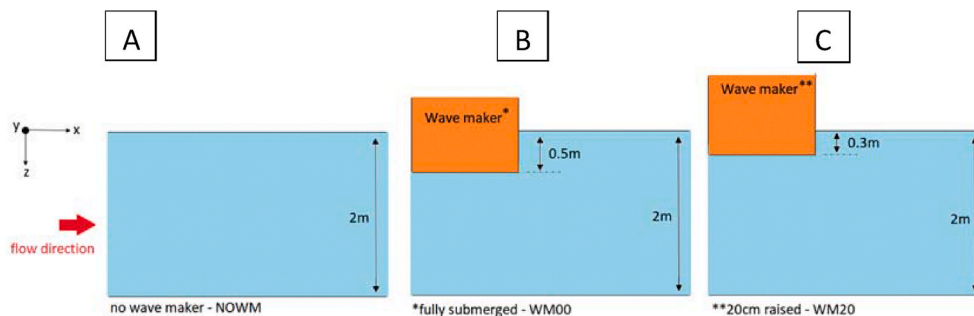 A
B
C
y
x
z
flow direction
2m
no wave maker - NOWM
Wave maker*
0.5m
2m
*fully submerged - WM00
Wave maker**
0.3m
2m
**20cm raised - WM20